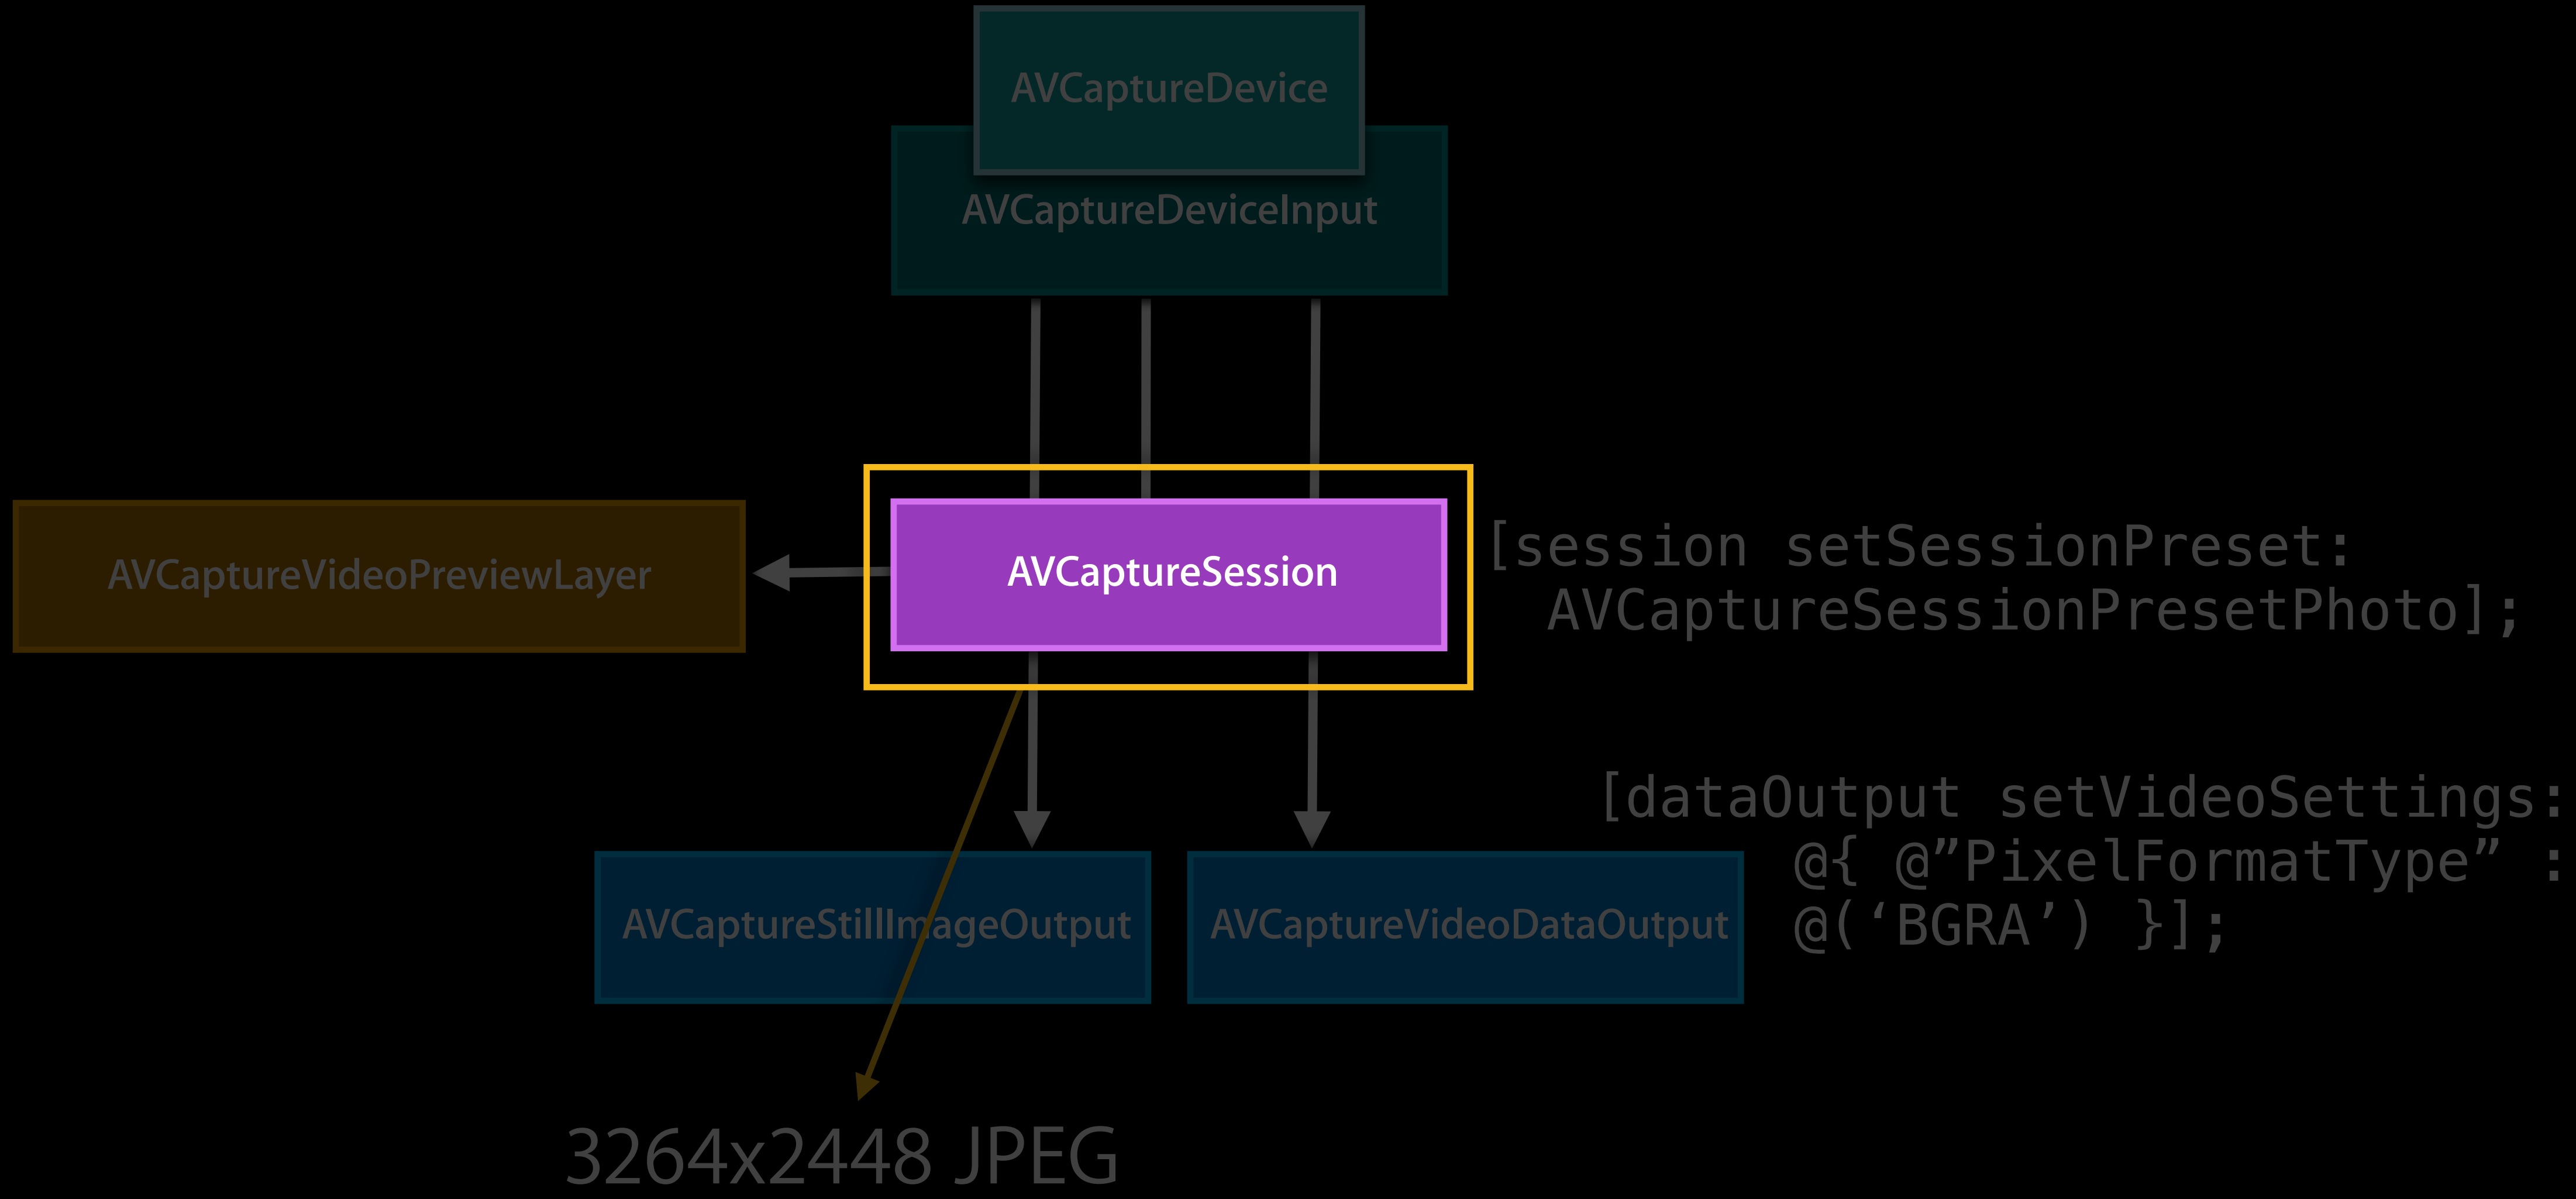 AVCaptureDevice
AVCaptureDeviceInput
AVCaptureVideoPreviewLayer
AVCaptureSession
[session setSessionPreset:
AVCaptureSessionPresetPhoto];
[dataOutput setVideoSettings:
@{ @”PixelFormatType” :
@(‘BGRA’) }];
AVCaptureStillImageOutput
AVCaptureVideoDataOutput
3264x2448 JPEG